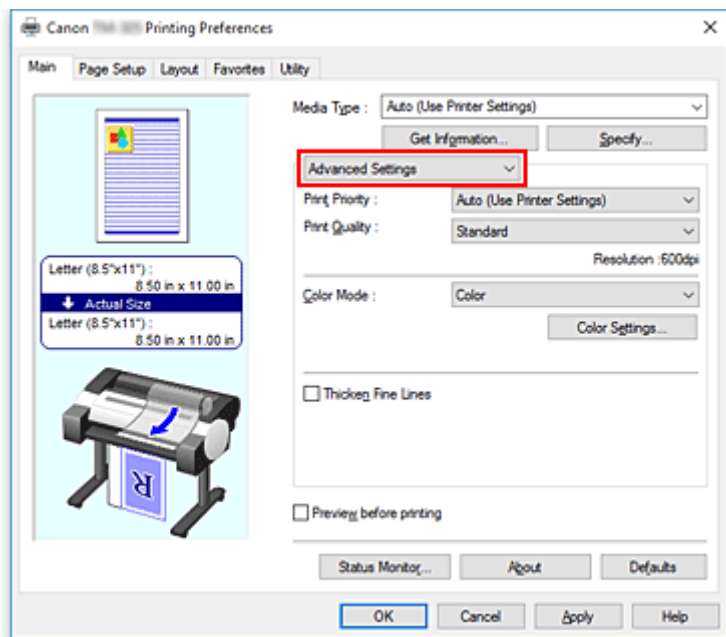 Canon Printing Preferences
Main Page Setup Layout Favorites Utility
Media Type : Auto (Use Printer Settings)
Get Information... Specify...
Advanced Settings
Print Priority : Auto (Use Printer Settings)
Print Quality : Standard
Resolution :600dpi
Color Mode : Color
Color Settings...
Thicken Fine Lines
Letter (8.5"x11") :
8.50 in x 11.00 in
Actual Size
Letter (8.5"x11") :
8.50 in x 11.00 in
R
Preview before printing
Status Monitor... About Defaults
OK Cancel Apply Help